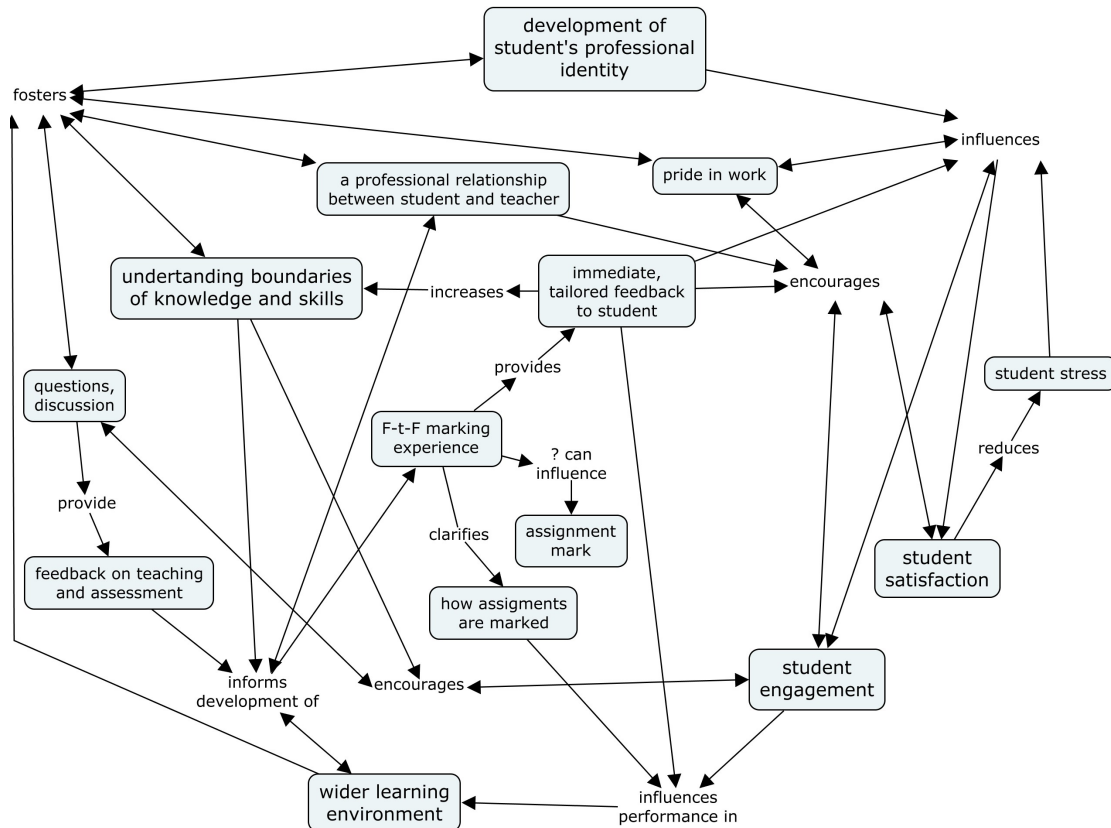 development of
student's professional
identity
fosters
influences
a professional relationship
between student and teacher
pride in work
undertanding boundaries
of knowledge and skills
increases
immediate,
tailored feedback
to student
encourages
questions,
discussion
provides
student stress
F-t-F marking
experience
? can
influence
reduces
provide
clarifies
assignment
mark
feedback on teaching
and assessment
student
satisfaction
how assigments
are marked
informs
development of
encourages
student
engagement
wider learning
environment
influences
performance in